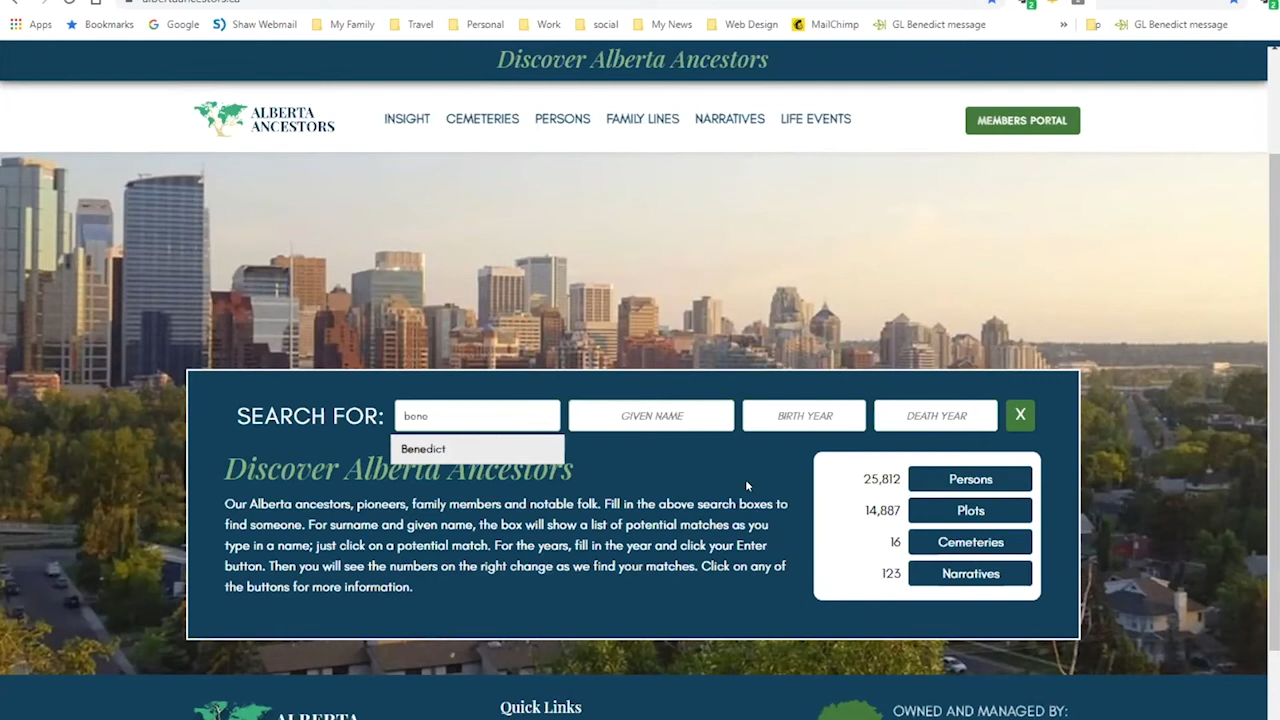 albertaancestors.ca
Apps Bookmarks Google Shaw Webmail My Family Travel Personal Work social My News Web Design MailChimp GL Benedict message » p GL Benedict message
2 2
Discover Alberta Ancestors
ALBERTA
ANCESTORS
INSIGHT CEMETERIES PERSONS FAMILY LINES NARRATIVES LIFE EVENTS
MEMBERS PORTAL
SEARCH FOR: bene GIVEN NAME BIRTH YEAR DEATH YEAR X
Benedict
Discover Alberta Ancestors
Our Alberta ancestors, pioneers, family members and notable folk. Fill in the above search boxes to
find someone. For surname and given name, the box will show a list of potential matches as you
type in a name; just click on a potential match. For the years, fill in the year and click your Enter
button. Then you will see the numbers on the right change as we find your matches. Click on any of
the buttons for more information.
25,812 Persons
14,887 Plots
16 Cemeteries
123 Narratives
ALBERTA
Quick Links
OWNED AND MANAGED BY: